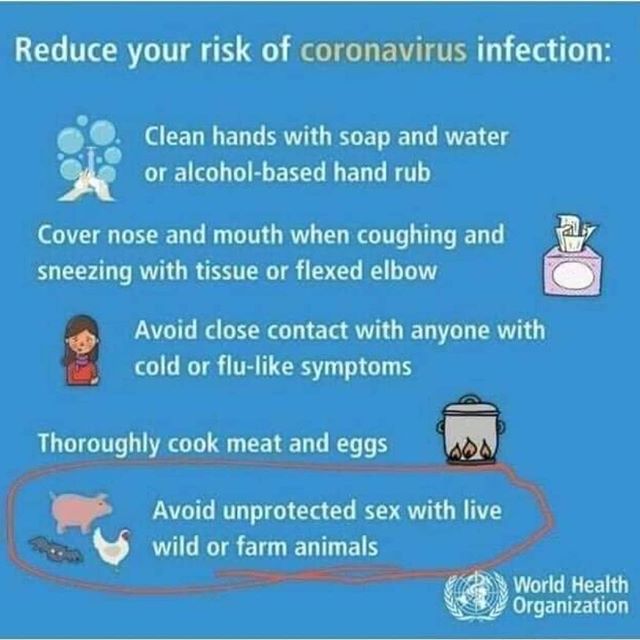 Reduce your risk of coronavirus infection:
Clean hands with soap and water
or alcohol-based hand rub
Cover nose and mouth when coughing and
sneezing with tissue or flexed elbow
Avoid close contact with anyone with
cold or flu-like symptoms
Thoroughly cook meat and eggs
Avoid unprotected sex with live
wild or farm animals
World Health
Organization